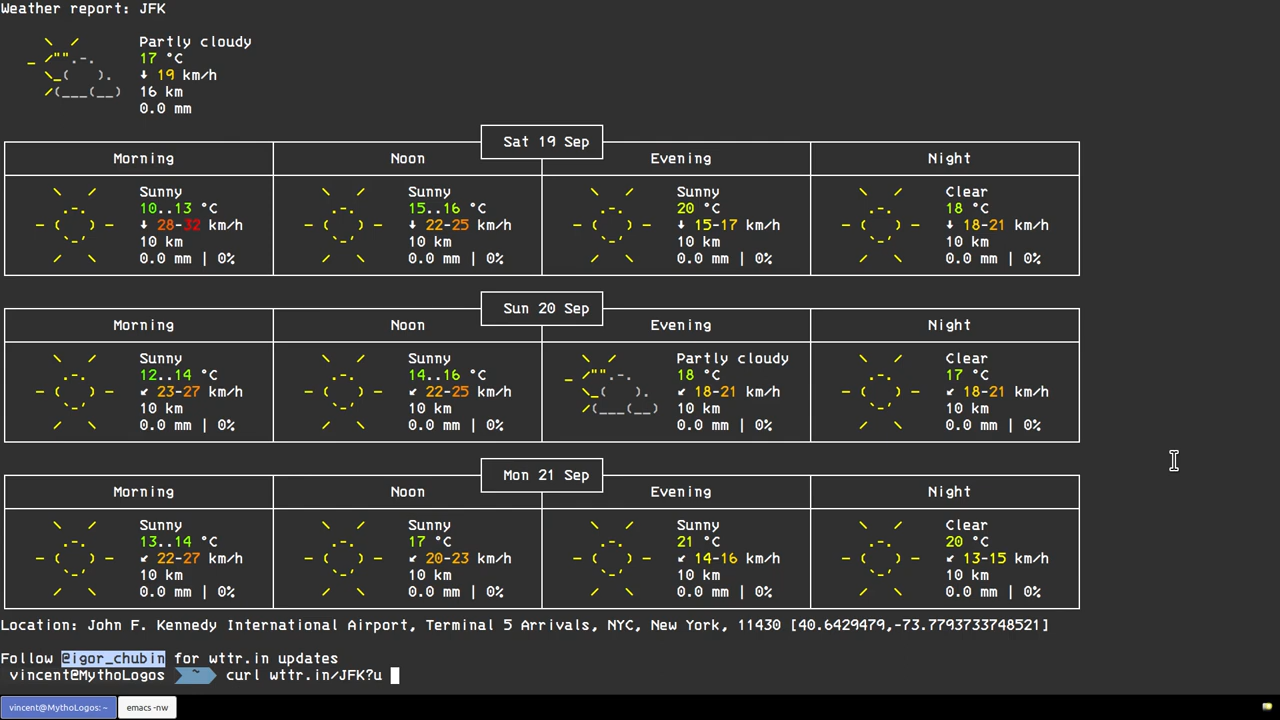 Weather report: JFK
Partly cloudy
17 °C
↓ 19 km/h
16 km
0.0 mm
Sat 19 Sep
Morning Noon Evening Night
Sunny Sunny Sunny Clear
10..13 °C 15..16 °C 20 °C 18 °C
↓ 28-32 km/h ↓ 22-25 km/h ↓ 15-17 km/h ↓ 18-21 km/h
10 km 10 km 10 km 10 km
0.0 mm | 0% 0.0 mm | 0% 0.0 mm | 0% 0.0 mm | 0%
Sun 20 Sep
Morning Noon Evening Night
Sunny Sunny Partly cloudy Clear
12..14 °C 14..16 °C 18 °C 17 °C
↙ 23-27 km/h ↙ 22-25 km/h ↙ 18-21 km/h ↙ 18-21 km/h
10 km 10 km 10 km 10 km
0.0 mm | 0% 0.0 mm | 0% 0.0 mm | 0% 0.0 mm | 0%
Mon 21 Sep
Morning Noon Evening Night
Sunny Sunny Sunny Clear
13..14 °C 17 °C 21 °C 20 °C
↙ 22-27 km/h ↙ 20-23 km/h ↙ 14-16 km/h ↙ 13-15 km/h
10 km 10 km 10 km 10 km
0.0 mm | 0% 0.0 mm | 0% 0.0 mm | 0% 0.0 mm | 0%
Location: John F. Kennedy International Airport, Terminal 5 Arrivals, NYC, New York, 11430 [40.6429479,-73.7793733748521]
Follow @igor_chubin for wttr.in updates
vincent@MythoLogos ~ curl wttr.in/JFK?u
vincent@MythoLogos: ~ emacs -nw